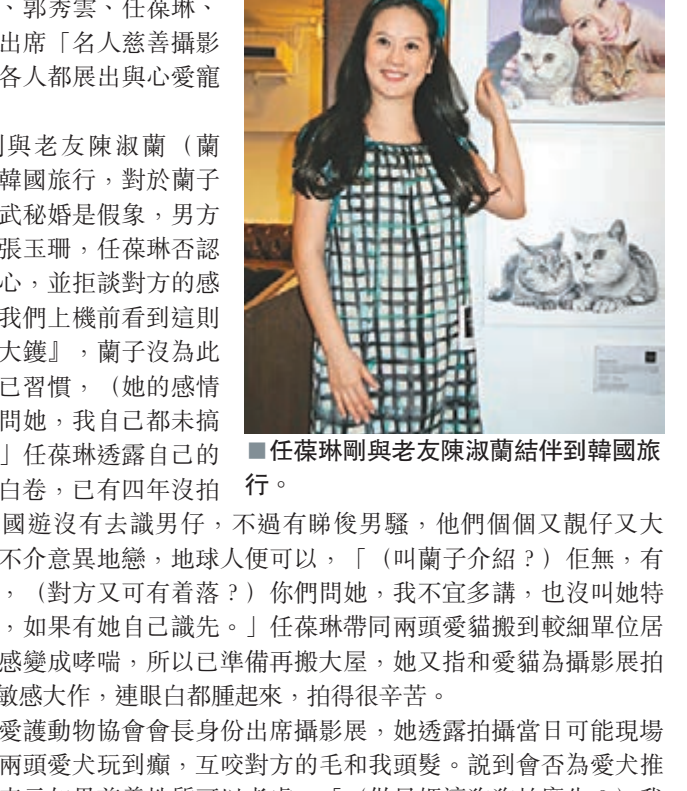 、郭秀雲、任葆琳、
出席「名人慈善攝影
各人都展出與心愛寵
與老友陳淑蘭（蘭
韓國旅行，對於蘭子
武秘婚是假象，男方
張玉珊，任葆琳否認
心，並拒談對方的感
我們上機前看到這則
大鑊』，蘭子沒為此
已習慣，（她的感情
問她，我自己都未搞
」任葆琳透露自己的
白卷，已有四年沒拍
■任葆琳剛與老友陳淑蘭結伴到韓國旅
行。
國遊沒有去識男仔，不過有睇俊男騷，他們個個又靚仔又大
不介意異地戀，地球人便可以，「（叫蘭子介紹？）佢無，有
，（對方又可有着落？）你們問她，我不宜多講，也沒叫她特
，如果有她自己識先。」任葆琳帶同兩頭愛貓搬到較細單位居
感變成哮喘，所以已準備再搬大屋，她又指和愛貓為攝影展拍
敏感大作，連眼白都腫起來，拍得很辛苦。
愛護動物協會會長身份出席攝影展，她透露拍攝當日可能現場
兩頭愛犬玩到癲，互咬對方的毛和我頭髮。説到會否為愛犬推